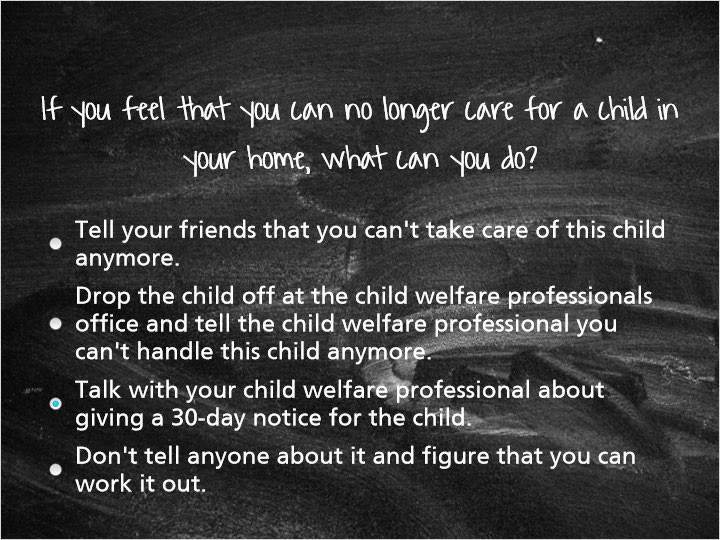 If you feel that you can no longer care for a child in
your home, what can you do?
Tell your friends that you can't take care of this child
anymore.
Drop the child off at the child welfare professionals
office and tell the child welfare professional you
can't handle this child anymore.
Talk with your child welfare professional about
giving a 30-day notice for the child.
Don't tell anyone about it and figure that you can
work it out.